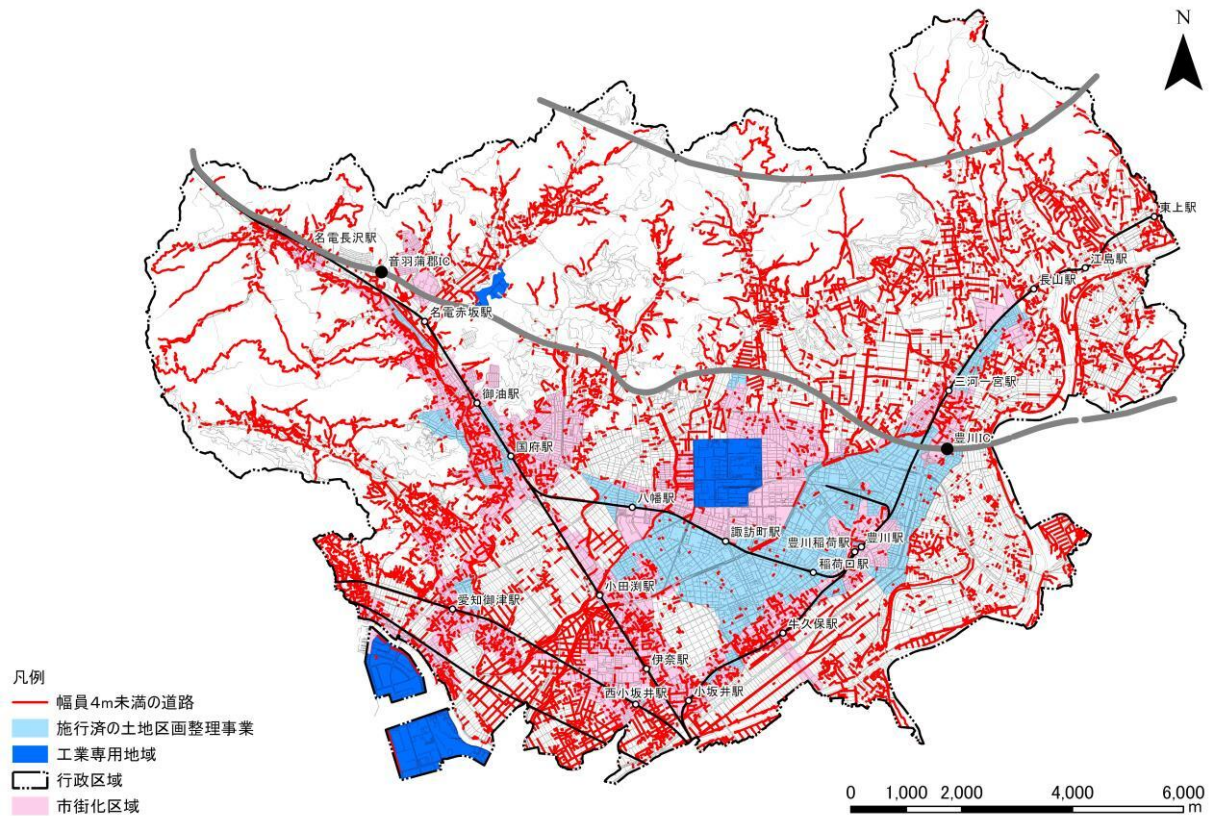 N
東上駅
江島駅
名電長沢駅
音羽蒲郡IC
長山駅
名電赤坂駅
三河一宮駅
御油駅
豊川IC
国府駅
八幡駅
諏訪町駅
豊川稲荷駅
豊川駅
稲荷口駅
小田渕駅
愛知御津駅
牛久保駅
伊奈駅
西小坂井駅
小坂井駅
凡例
幅員4m未満の道路
施行済の土地区画整理事業
工業専用地域
行政区域
市街化区域
0 1,000 2,000 4,000 6,000
m